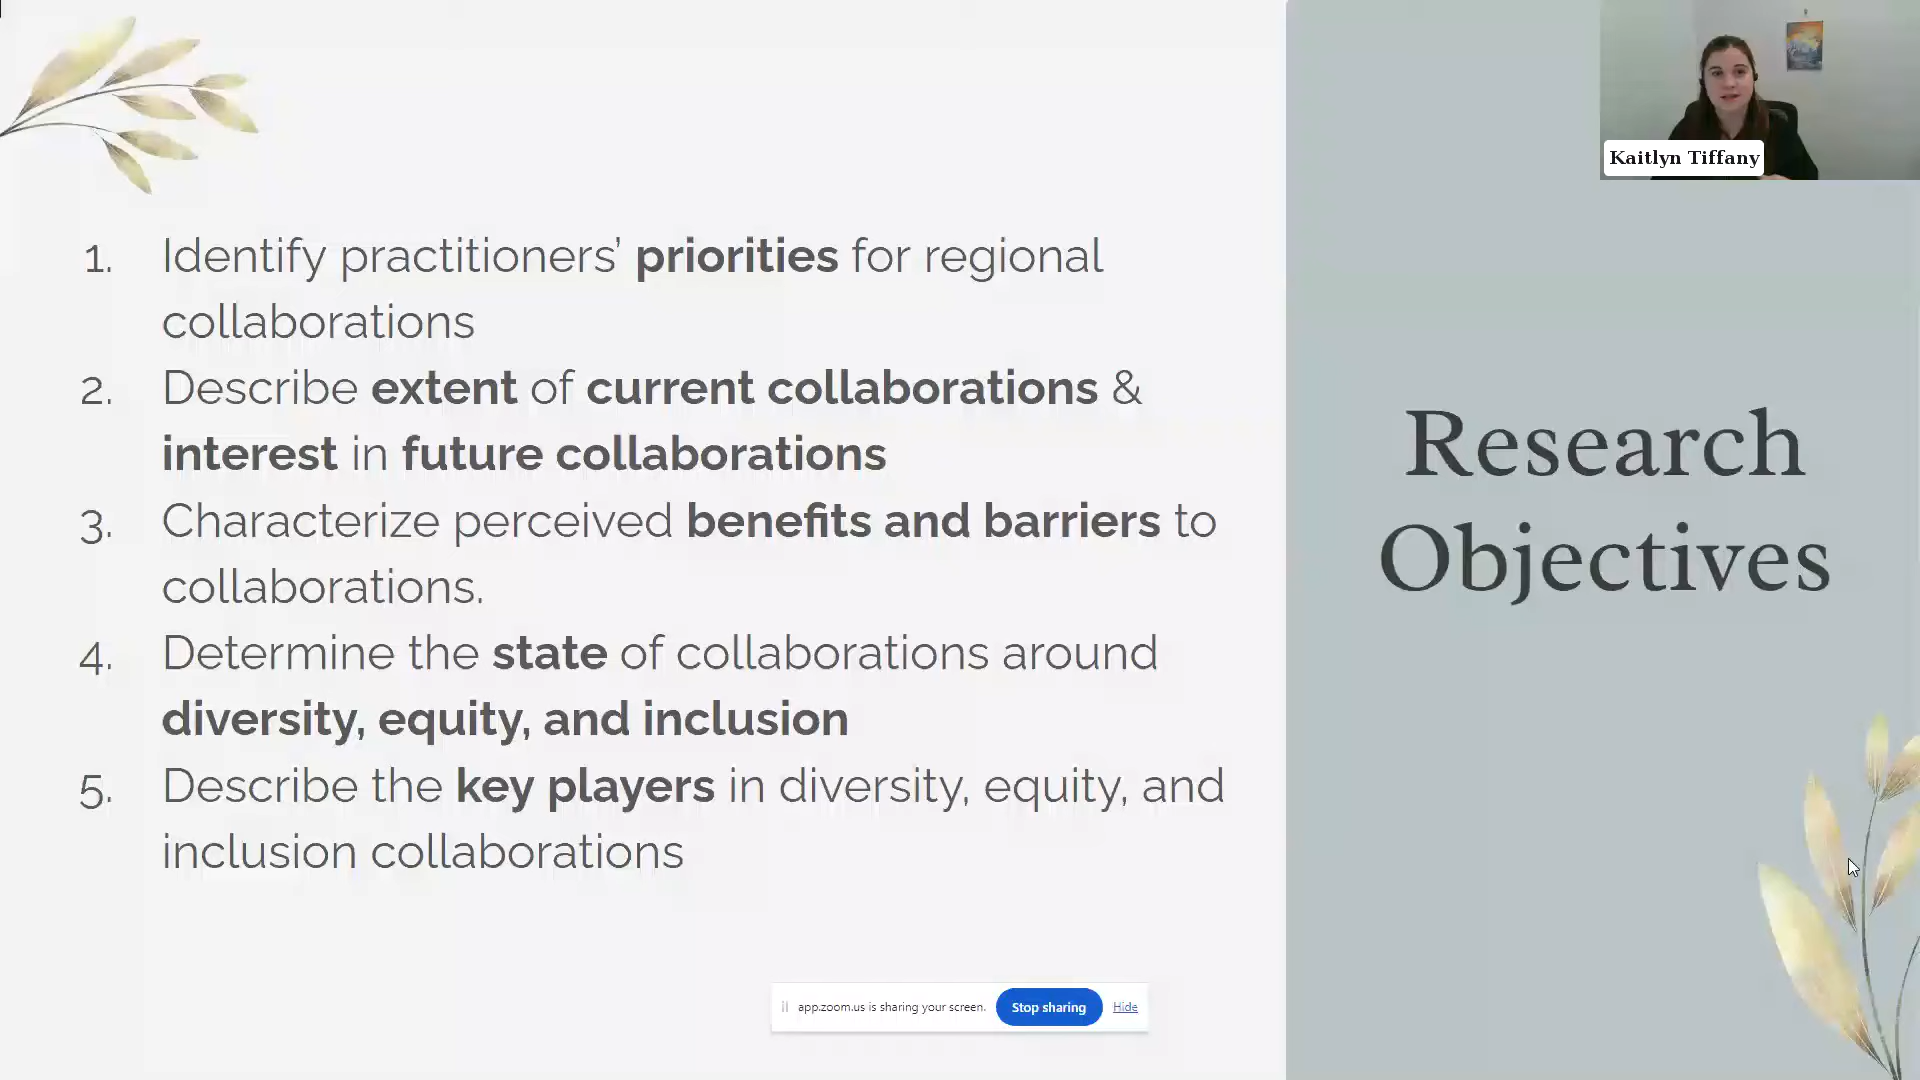 1. Identify practitioners’ priorities for regional
collaborations
2. Describe extent of current collaborations &
interest in future collaborations
3. Characterize perceived benefits and barriers to
collaborations.
4. Determine the state of collaborations around
diversity, equity, and inclusion
5. Describe the key players in diversity, equity, and
inclusion collaborations
Research
Objectives
Kaitlyn Tiffany
app.zoom.us is sharing your screen. Stop sharing Hide